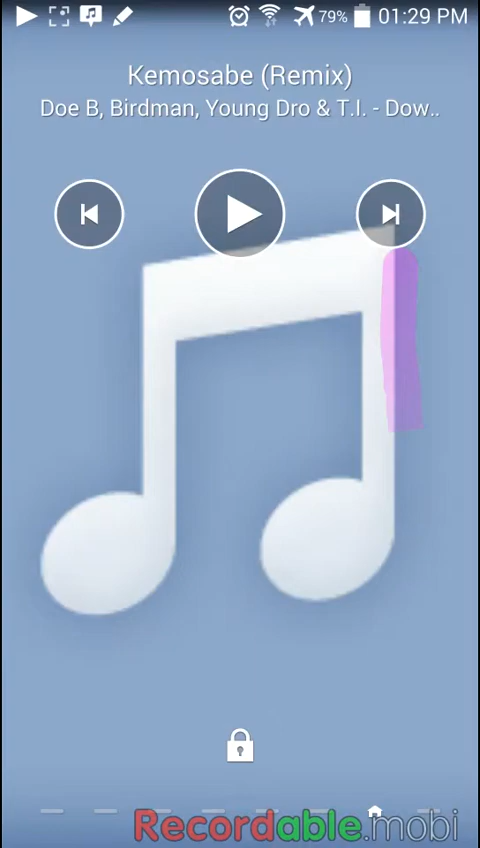 79% 01:29 PM
Kemosabe (Remix)
Doe B, Birdman, Young Dro & T.I. - Dow..
Recordable.mobi